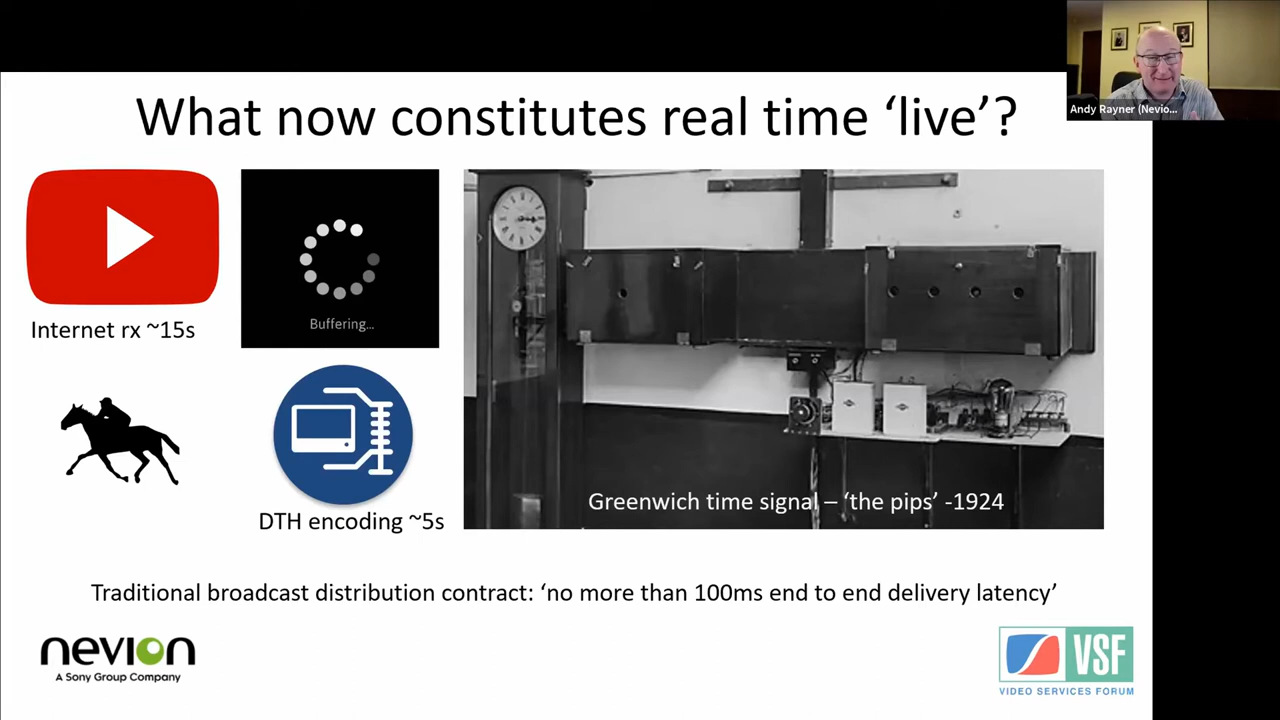 What now constitutes real time ‘live’?
Andy Rayner (Nevio...
Internet rx ~15s
Buffering...
DTH encoding ~5s
Greenwich time signal – ‘the pips’ -1924
Traditional broadcast distribution contract: ‘no more than 100ms end to end delivery latency’
nevion
A Sony Group Company
VSF
VIDEO SERVICES FORUM